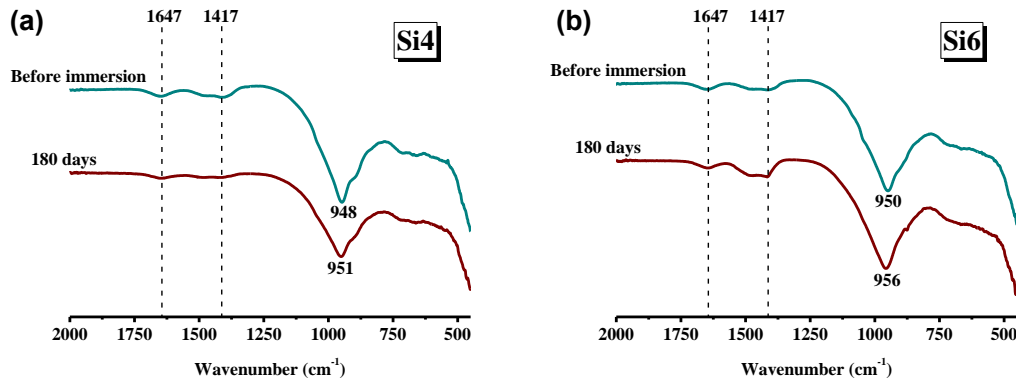 (a)
1647 1417
Si4
Before immersion
180 days
948
951
2000 1750 1500 1250 1000 750 500
Wavenumber (cm⁻¹)
(b)
1647 1417
Si6
Before immersion
180 days
950
956
2000 1750 1500 1250 1000 750 500
Wavenumber (cm⁻¹)